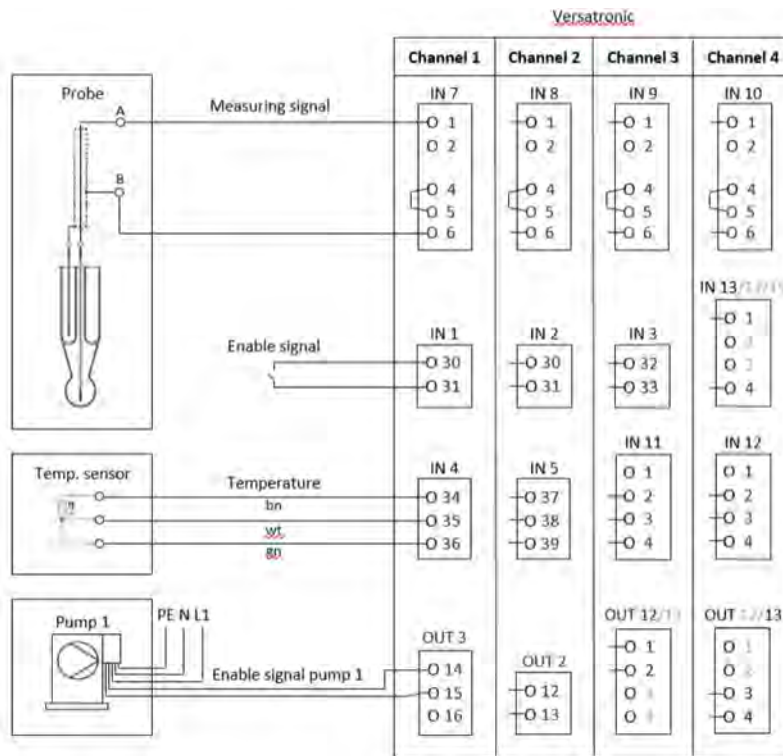 Versatronic
Channel 1 Channel 2 Channel 3 Channel 4
Probe
A
B
Measuring signal
IN 7
1
2
4
5
6
IN 8
1
2
4
5
6
IN 9
1
2
4
5
6
IN 10
1
2
4
5
6
Enable signal
IN 1
30
31
IN 2
30
31
IN 3
32
33
IN 13
1
4
Temp. sensor
Temperature
bn
wt
gn
IN 4
34
35
36
IN 5
37
38
39
IN 11
1
2
3
4
IN 12
1
2
3
4
Pump 1
PE N L1
Enable signal pump 1
OUT 3
14
15
16
OUT 2
12
13
OUT 12/13
1
2
OUT 12/13
3
4